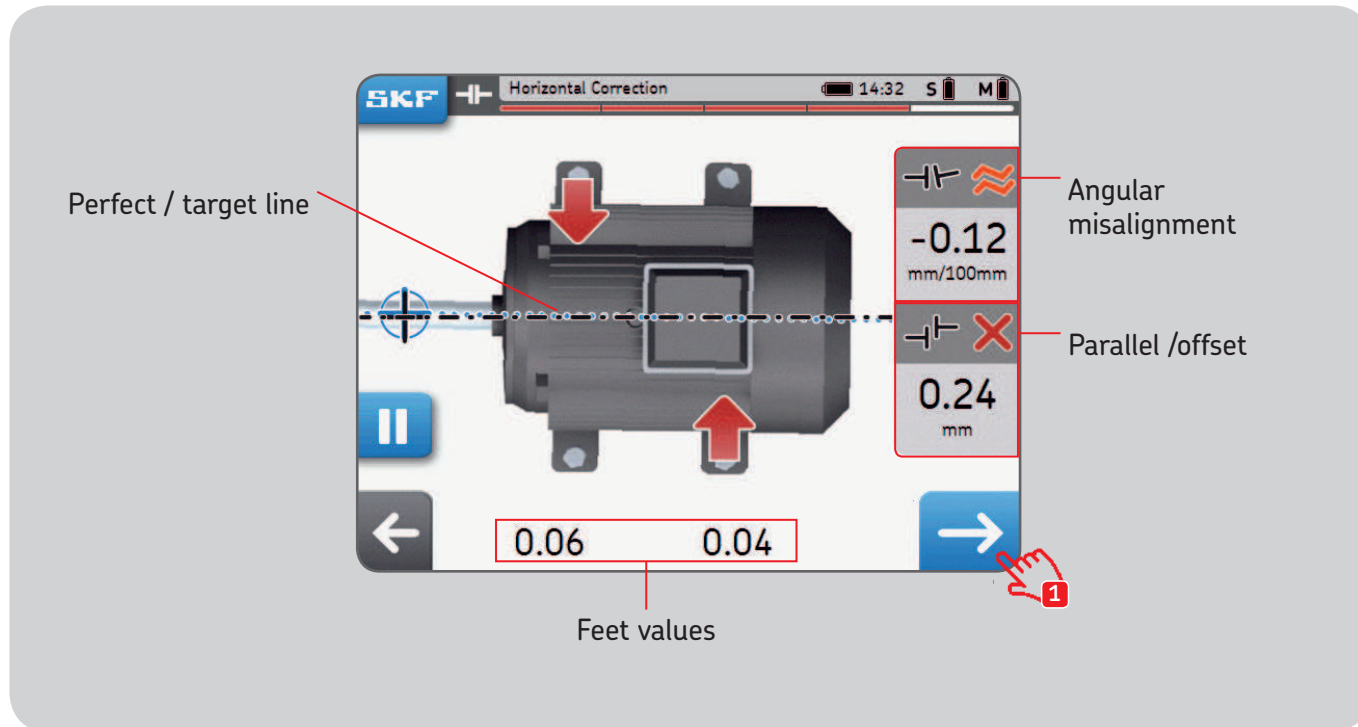 SKF
Horizontal Correction
14:32 S M
Perfect / target line
Angular
misalignment
-0.12
mm/100mm
Parallel /offset
0.24
mm
0.06 0.04
1
Feet values